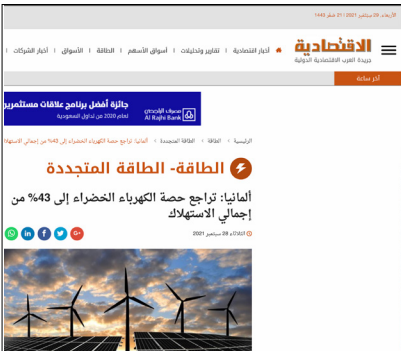 الأربعاء, 29 سبتمبر 2021 | 21 صفر 1443
الاقتصادية
جريدة العرب الاقتصادية الدولية
أخبار اقتصادية | تقارير وتحليلات | أسواق الأسهم | الطاقة | الأسواق | أخبار الشركات |
آخر ساعة
مصرف الراجحي
Al Rajhi Bank
جائزة أفضل برنامج علاقات مستثمرين
لعام 2020 من تداول السعودية
الرئيسية › الطاقة › الطاقة المتجددة › ألمانيا: تراجع حصة الكهرباء الخضراء إلى 43% من إجمالي الاستهلا
الطاقة- الطاقة المتجددة
ألمانيا: تراجع حصة الكهرباء الخضراء إلى 43% من
إجمالي الاستهلاك
الثلاثاء 28 سبتمبر 2021